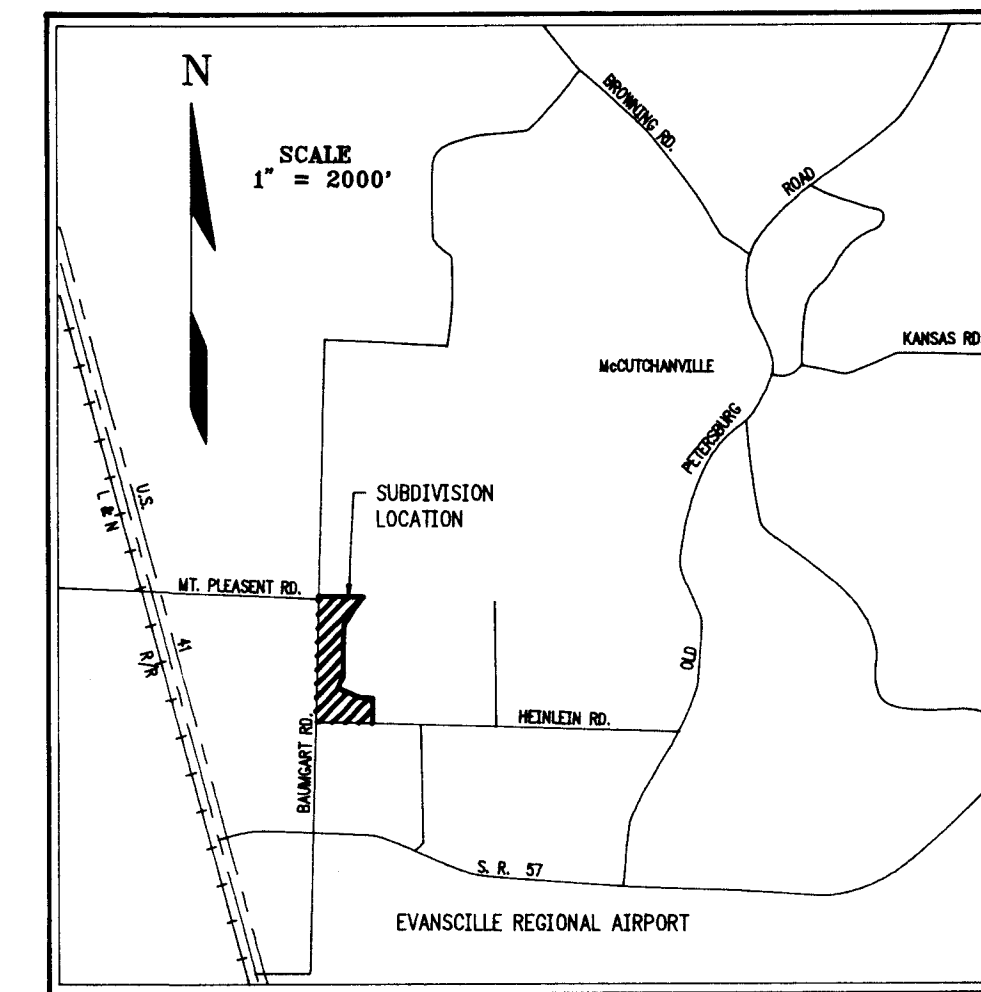 N
SCALE
1" = 2000'
BROWNING RD.
ROAD
KANSAS RD
McCUTCHANVILLE
PETERSBURG
SUBDIVISION
LOCATION
U.S.
L & N
MT. PLEASENT RD.
41
R/R
OLD
HEINLEIN RD.
BAUMGART RD.
S. R. 57
EVANSCILLE REGIONAL AIRPORT